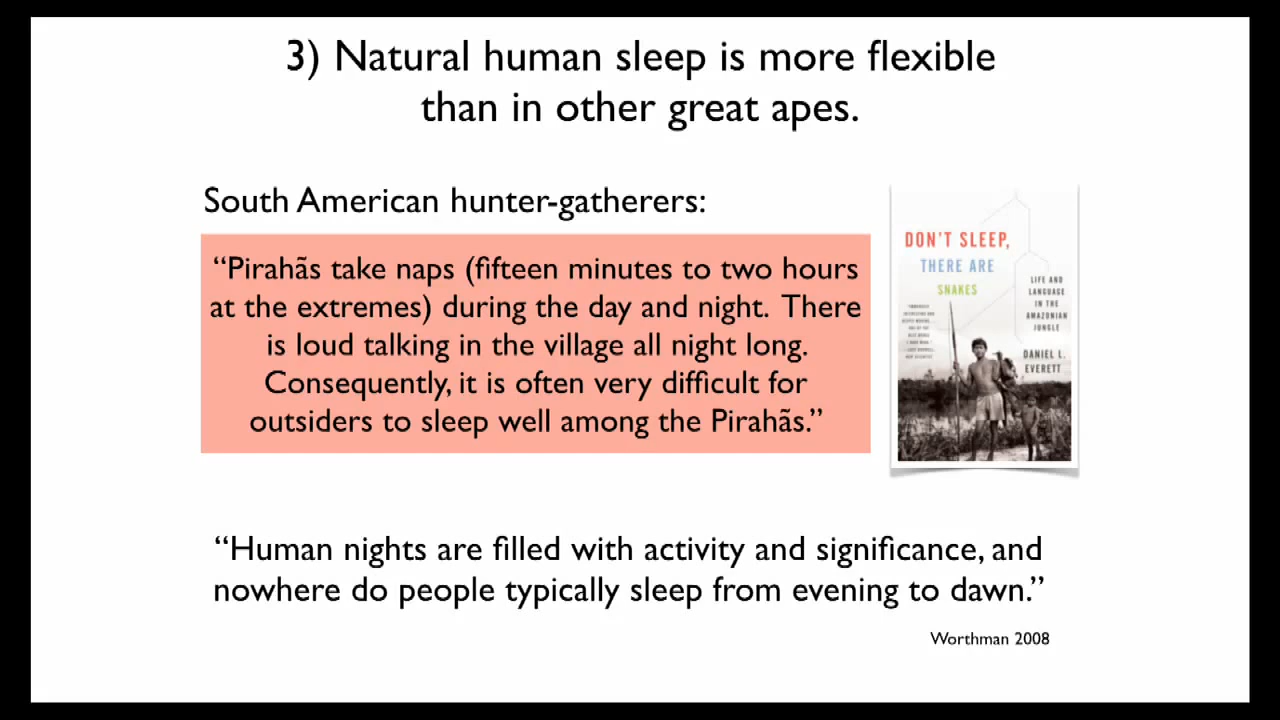 3) Natural human sleep is more flexible
than in other great apes.
South American hunter-gatherers:
“Pirahãs take naps (fifteen minutes to two hours
at the extremes) during the day and night. There
is loud talking in the village all night long.
Consequently, it is often very difficult for
outsiders to sleep well among the Pirahãs.”
DON'T SLEEP,
THERE ARE
SNAKES
LIFE AND
LANGUAGE
IN THE
AMAZONIAN
JUNGLE
DANIEL L.
EVERETT
“Human nights are filled with activity and significance, and
nowhere do people typically sleep from evening to dawn.”
Worthman 2008